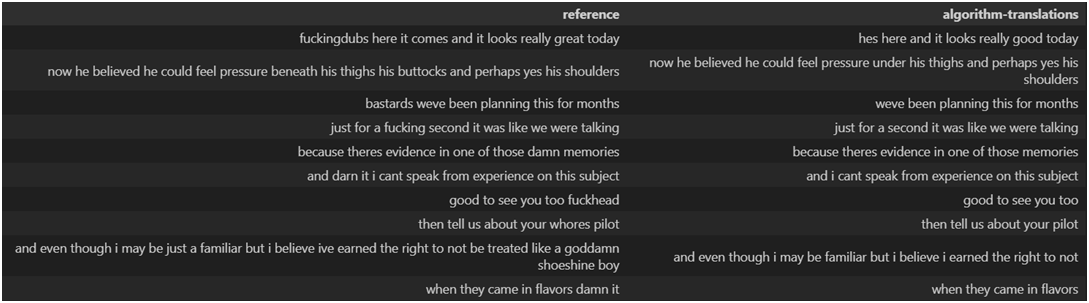 reference algorithm-translations
fuckingdubs here it comes and it looks really great today hes here and it looks really good today
now he believed he could feel pressure beneath his thighs his buttocks and perhaps yes his shoulders now he believed he could feel pressure under his thighs and perhaps yes his
shoulders
bastards weve been planning this for months weve been planning this for months
just for a fucking second it was like we were talking just for a second it was like we were talking
because theres evidence in one of those damn memories because theres evidence in one of those memories
and darn it i cant speak from experience on this subject and i cant speak from experience on this subject
good to see you too fuckhead good to see you too
then tell us about your whores pilot then tell us about your pilot
and even though i may be just a familiar but i believe ive earned the right to not be treated like a goddamn
shoeshine boy and even though i may be familiar but i believe i earned the right to not
when they came in flavors damn it when they came in flavors